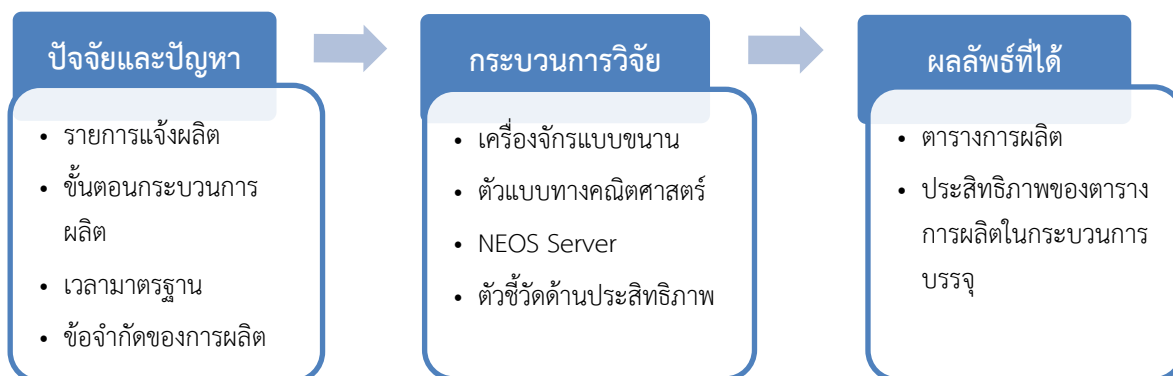 ปัจจัยและปัญหา
• รายการแจ้งผลิต
• ขั้นตอนกระบวนการ
ผลิต
• เวลามาตรฐาน
• ข้อจำกัดของการผลิต
กระบวนการวิจัย
• เครื่องจักรแบบขนาน
• ตัวแบบทางคณิตศาสตร์
• NEOS Server
• ตัวชี้วัดด้านประสิทธิภาพ
ผลลัพธ์ที่ได้
• ตารางการผลิต
• ประสิทธิภาพของตาราง
การผลิตในกระบวนการ
บรรจุ